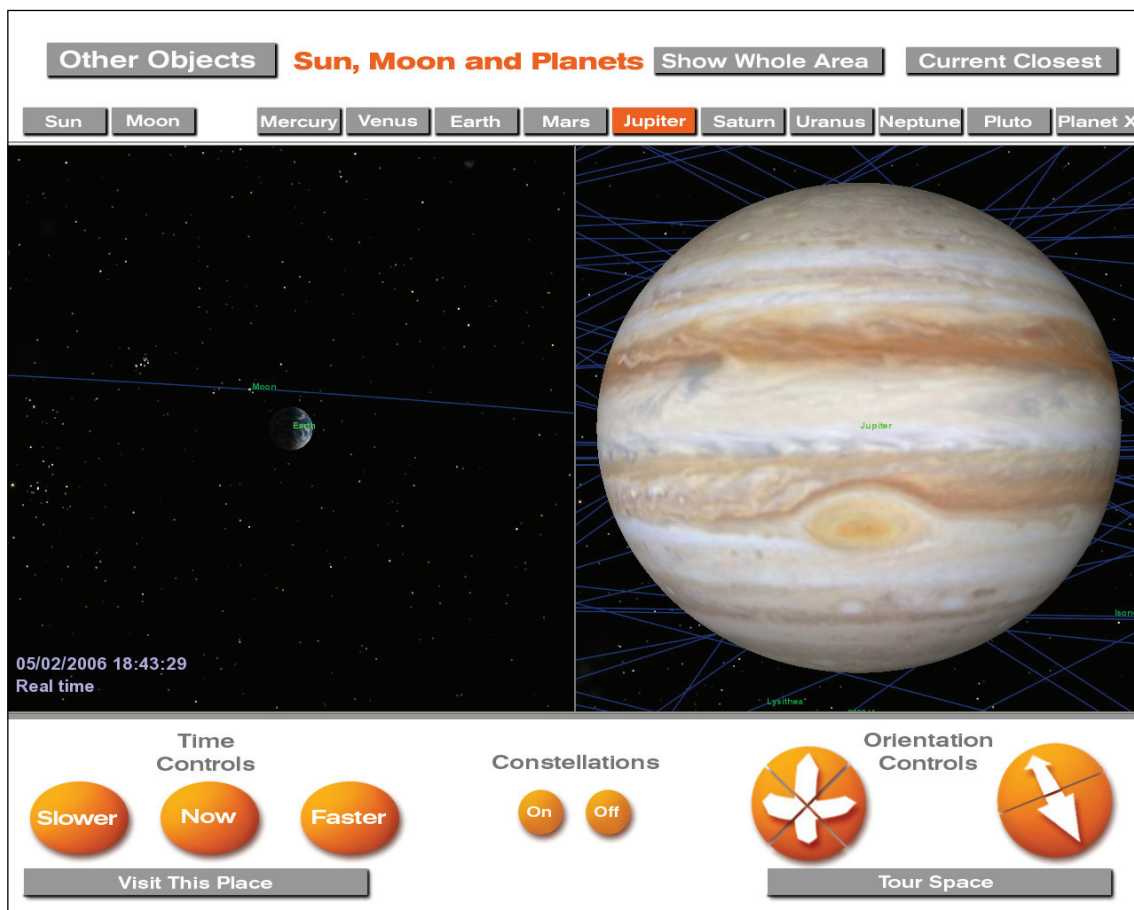 Other Objects
Sun, Moon and Planets
Show Whole Area
Current Closest
Sun
Moon
Mercury
Venus
Earth
Mars
Jupiter
Saturn
Uranus
Neptune
Pluto
Planet X
Moon
Earth
Jupiter
Lysithea
05/02/2006 18:43:29
Real time
Time
Controls
Slower
Now
Faster
Constellations
On
Off
Orientation
Controls
Visit This Place
Tour Space